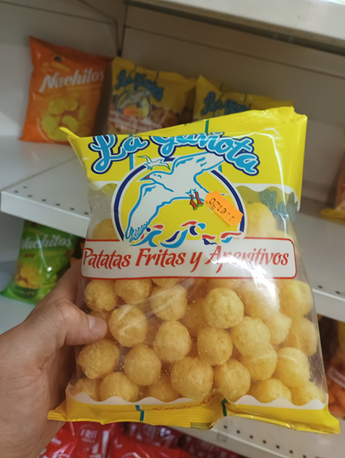 Nachitos
La Gaviota
Patatas Fritas y Aperitivos
Nachitos